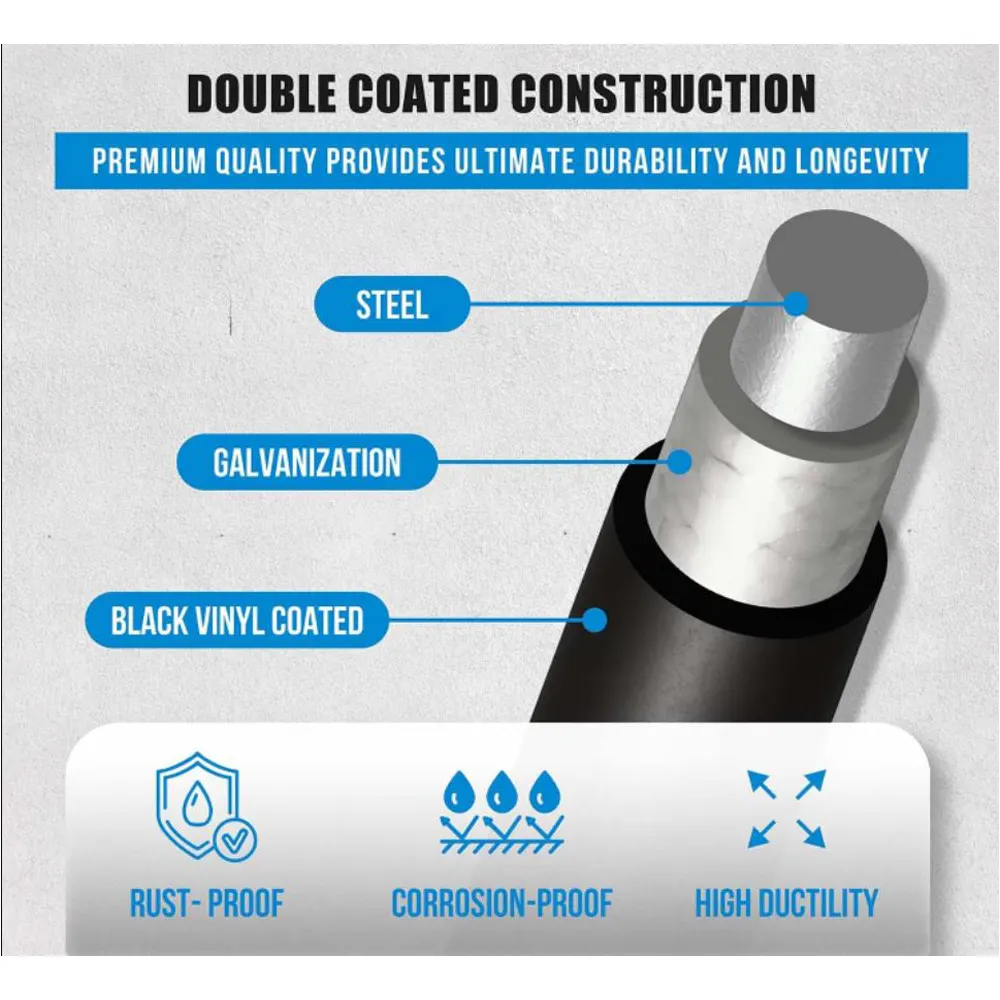 DOUBLE COATED CONSTRUCTION
PREMIUM QUALITY PROVIDES ULTIMATE DURABILITY AND LONGEVITY
STEEL
GALVANIZATION
BLACK VINYL COATED
RUST- PROOF
CORROSION-PROOF
HIGH DUCTILITY